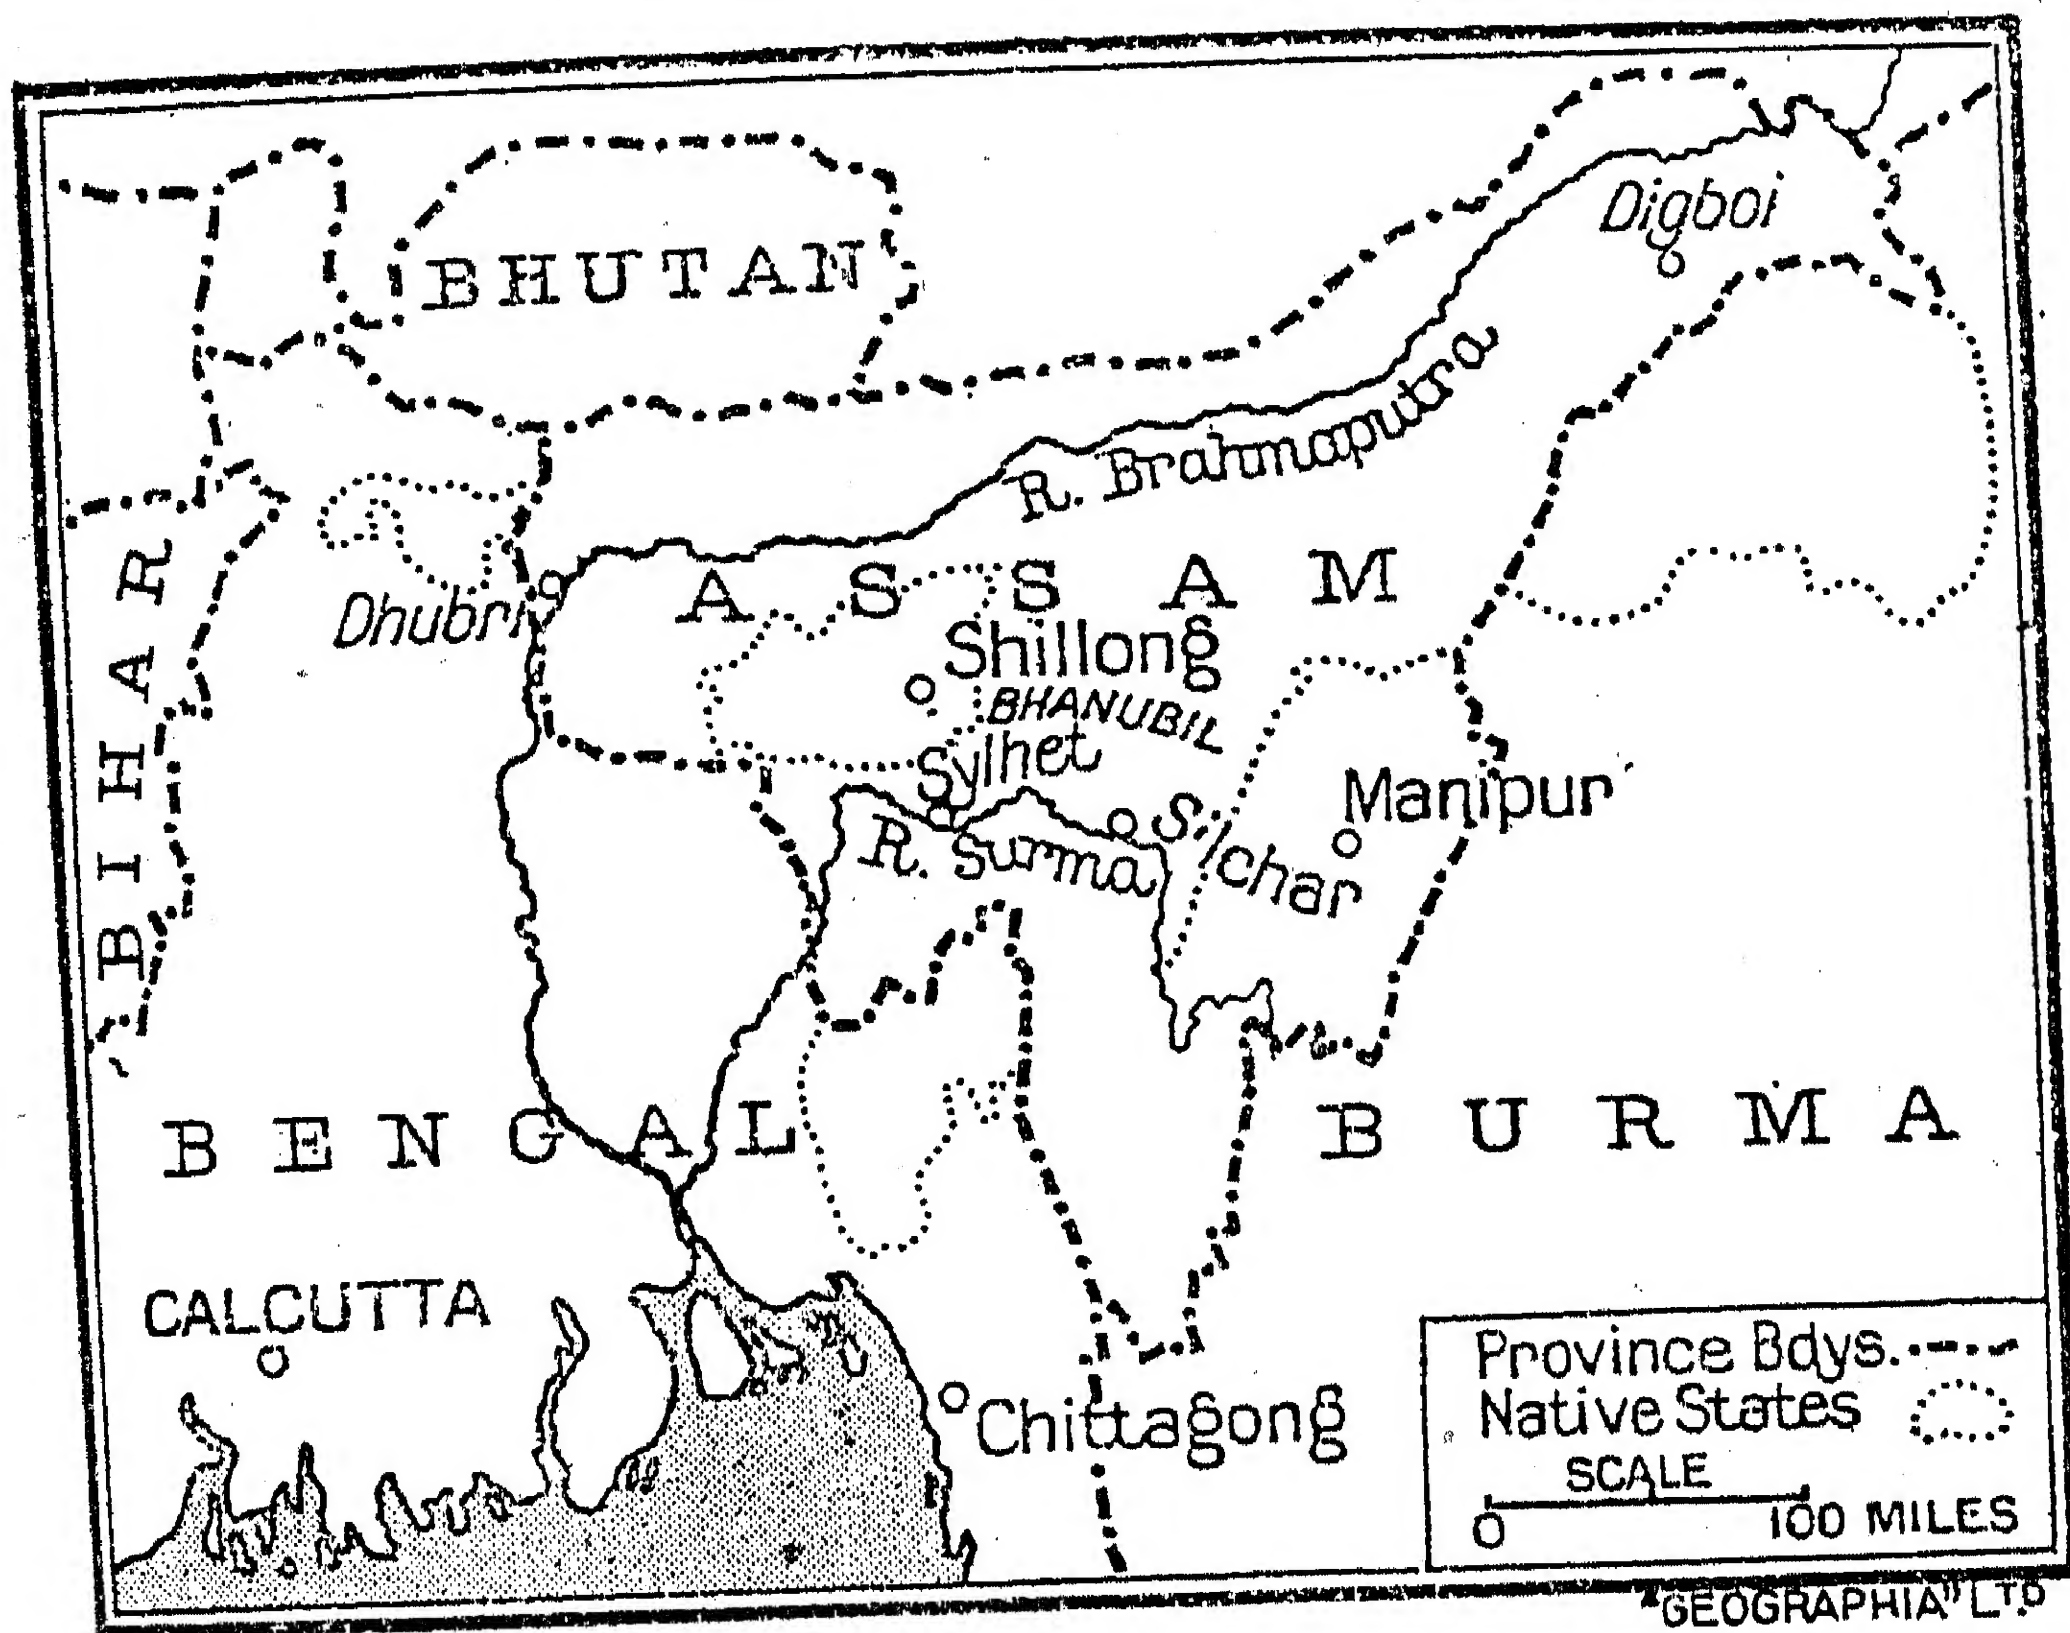 Digboi
BHUTAN
R. Brahmaputra
BIHAR
ASSAM
Dhubri
Shillong
BHANUBIL
Sylhet
Manipur
Silchar
R. Surma
BENGAL
BURMA
CALCUTTA
Chittagong
Province Bdys.
Native States
SCALE
0 100 MILES
"GEOGRAPHIA" LTD